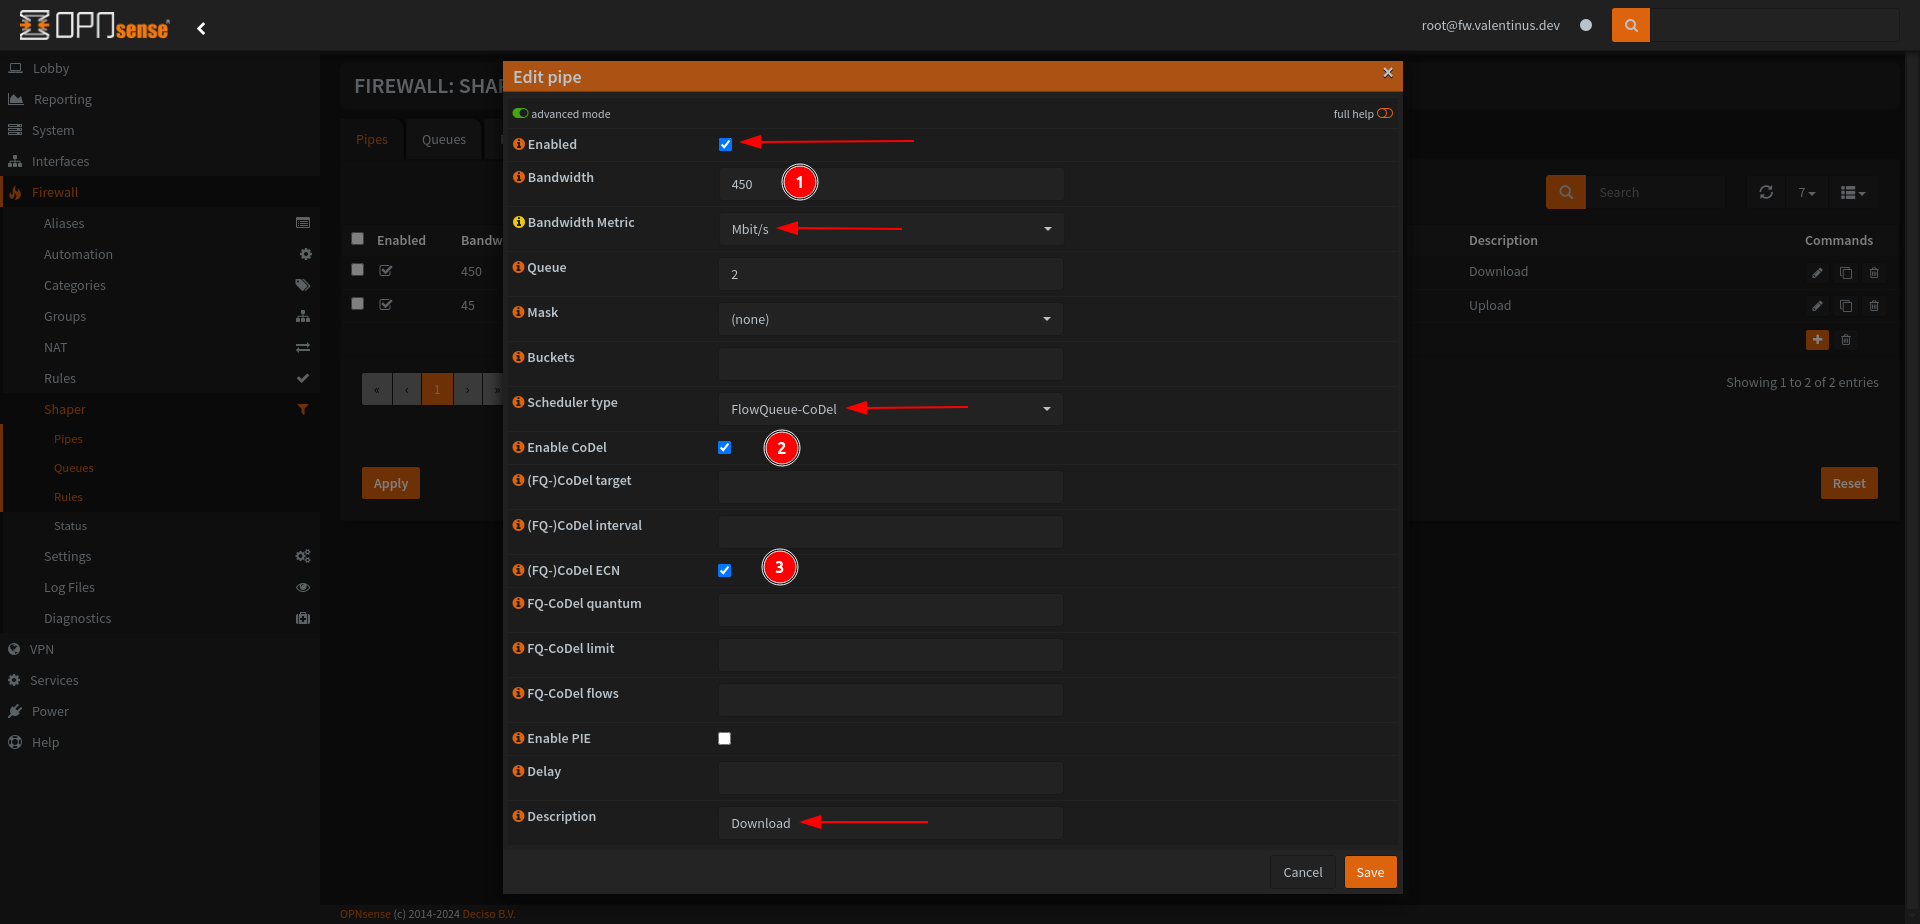 OPNsense
root@fw.valentinus.dev
Lobby
Reporting
System
Interfaces
Firewall
Aliases
Automation
Categories
Groups
NAT
Rules
Shaper
Pipes
Queues
Rules
Status
Settings
Log Files
Diagnostics
VPN
Services
Power
Help
FIREWALL: SHA
Pipes Queues
Enabled Bandw
450
45
« ‹ 1 › »
Apply
Edit pipe ×
advanced mode full help
Enabled
Bandwidth 450 1
Bandwidth Metric Mbit/s
Queue 2
Mask (none)
Buckets
Scheduler type FlowQueue-CoDel
Enable CoDel 2
(FQ-)CoDel target
(FQ-)CoDel interval
(FQ-)CoDel ECN 3
FQ-CoDel quantum
FQ-CoDel limit
FQ-CoDel flows
Enable PIE
Delay
Description Download
Cancel Save
Search 7
Description Commands
Download
Upload
Showing 1 to 2 of 2 entries
Reset
OPNsense (c) 2014-2024 Deciso B.V.